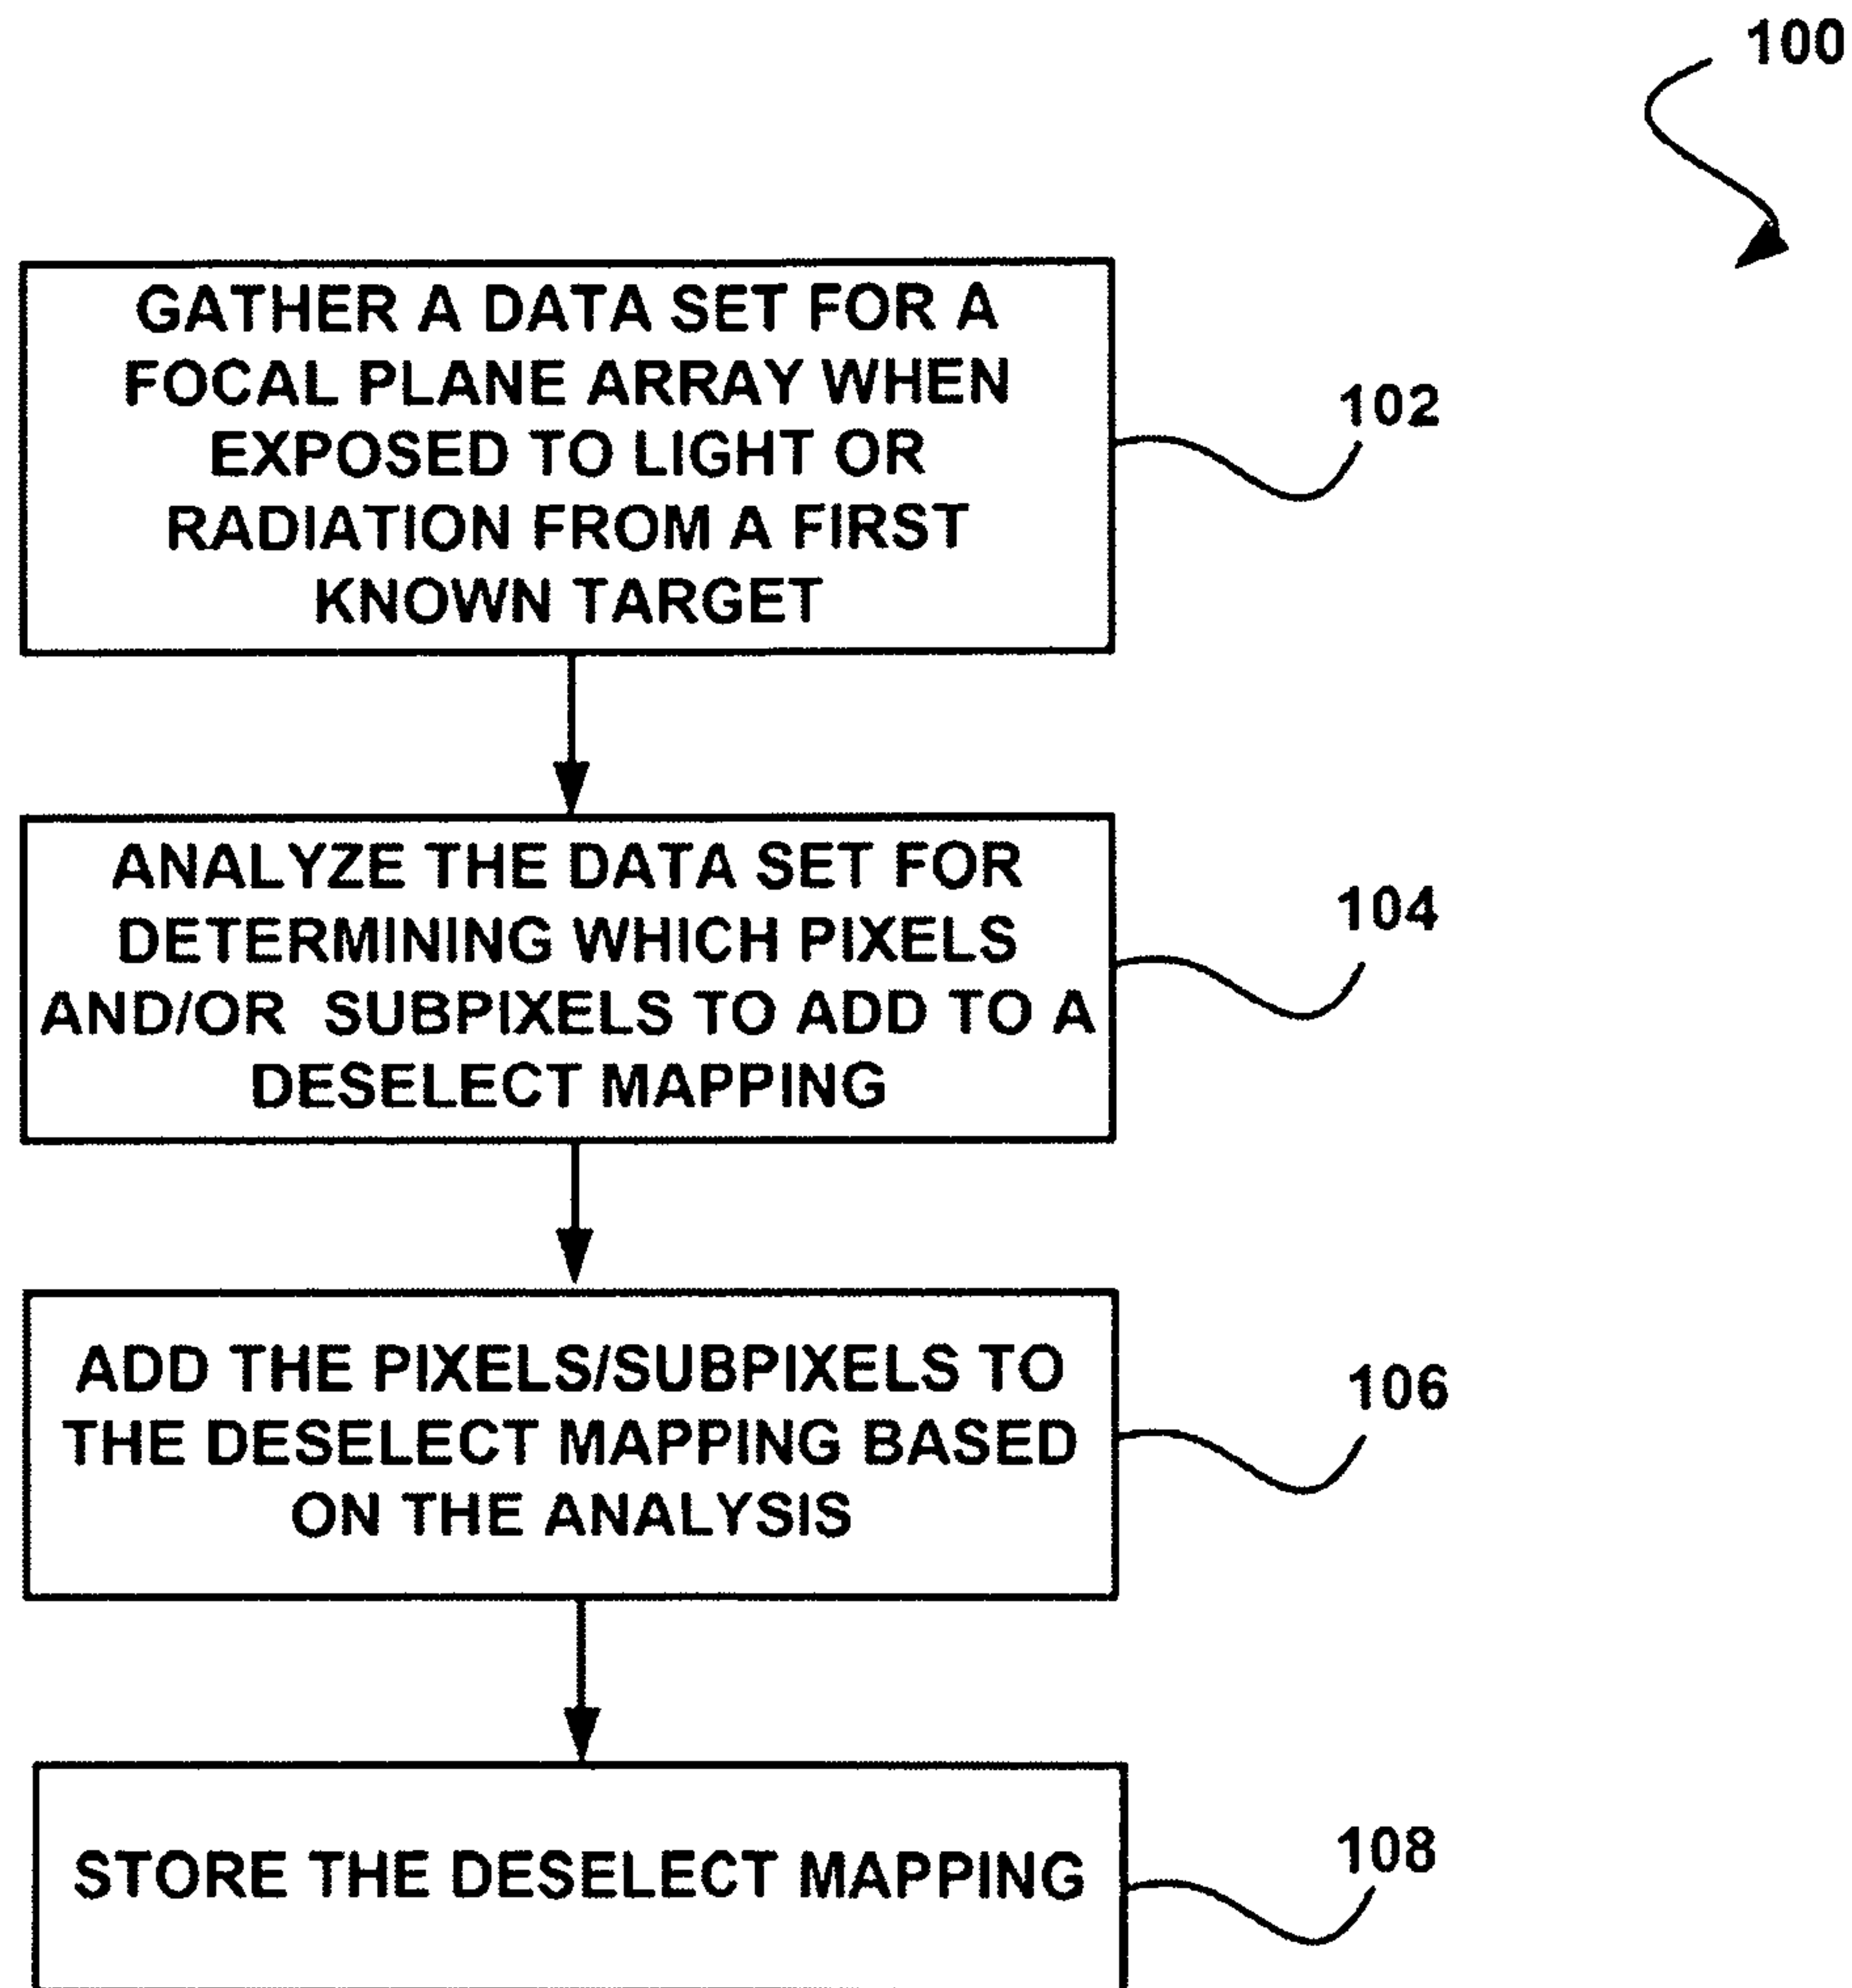 100
GATHER A DATA SET FOR A
FOCAL PLANE ARRAY WHEN
EXPOSED TO LIGHT OR
RADIATION FROM A FIRST
KNOWN TARGET
102
ANALYZE THE DATA SET FOR
DETERMINING WHICH PIXELS
AND/OR SUBPIXELS TO ADD TO A
DESELECT MAPPING
104
ADD THE PIXELS/SUBPIXELS TO
THE DESELECT MAPPING BASED
ON THE ANALYSIS
106
STORE THE DESELECT MAPPING
108